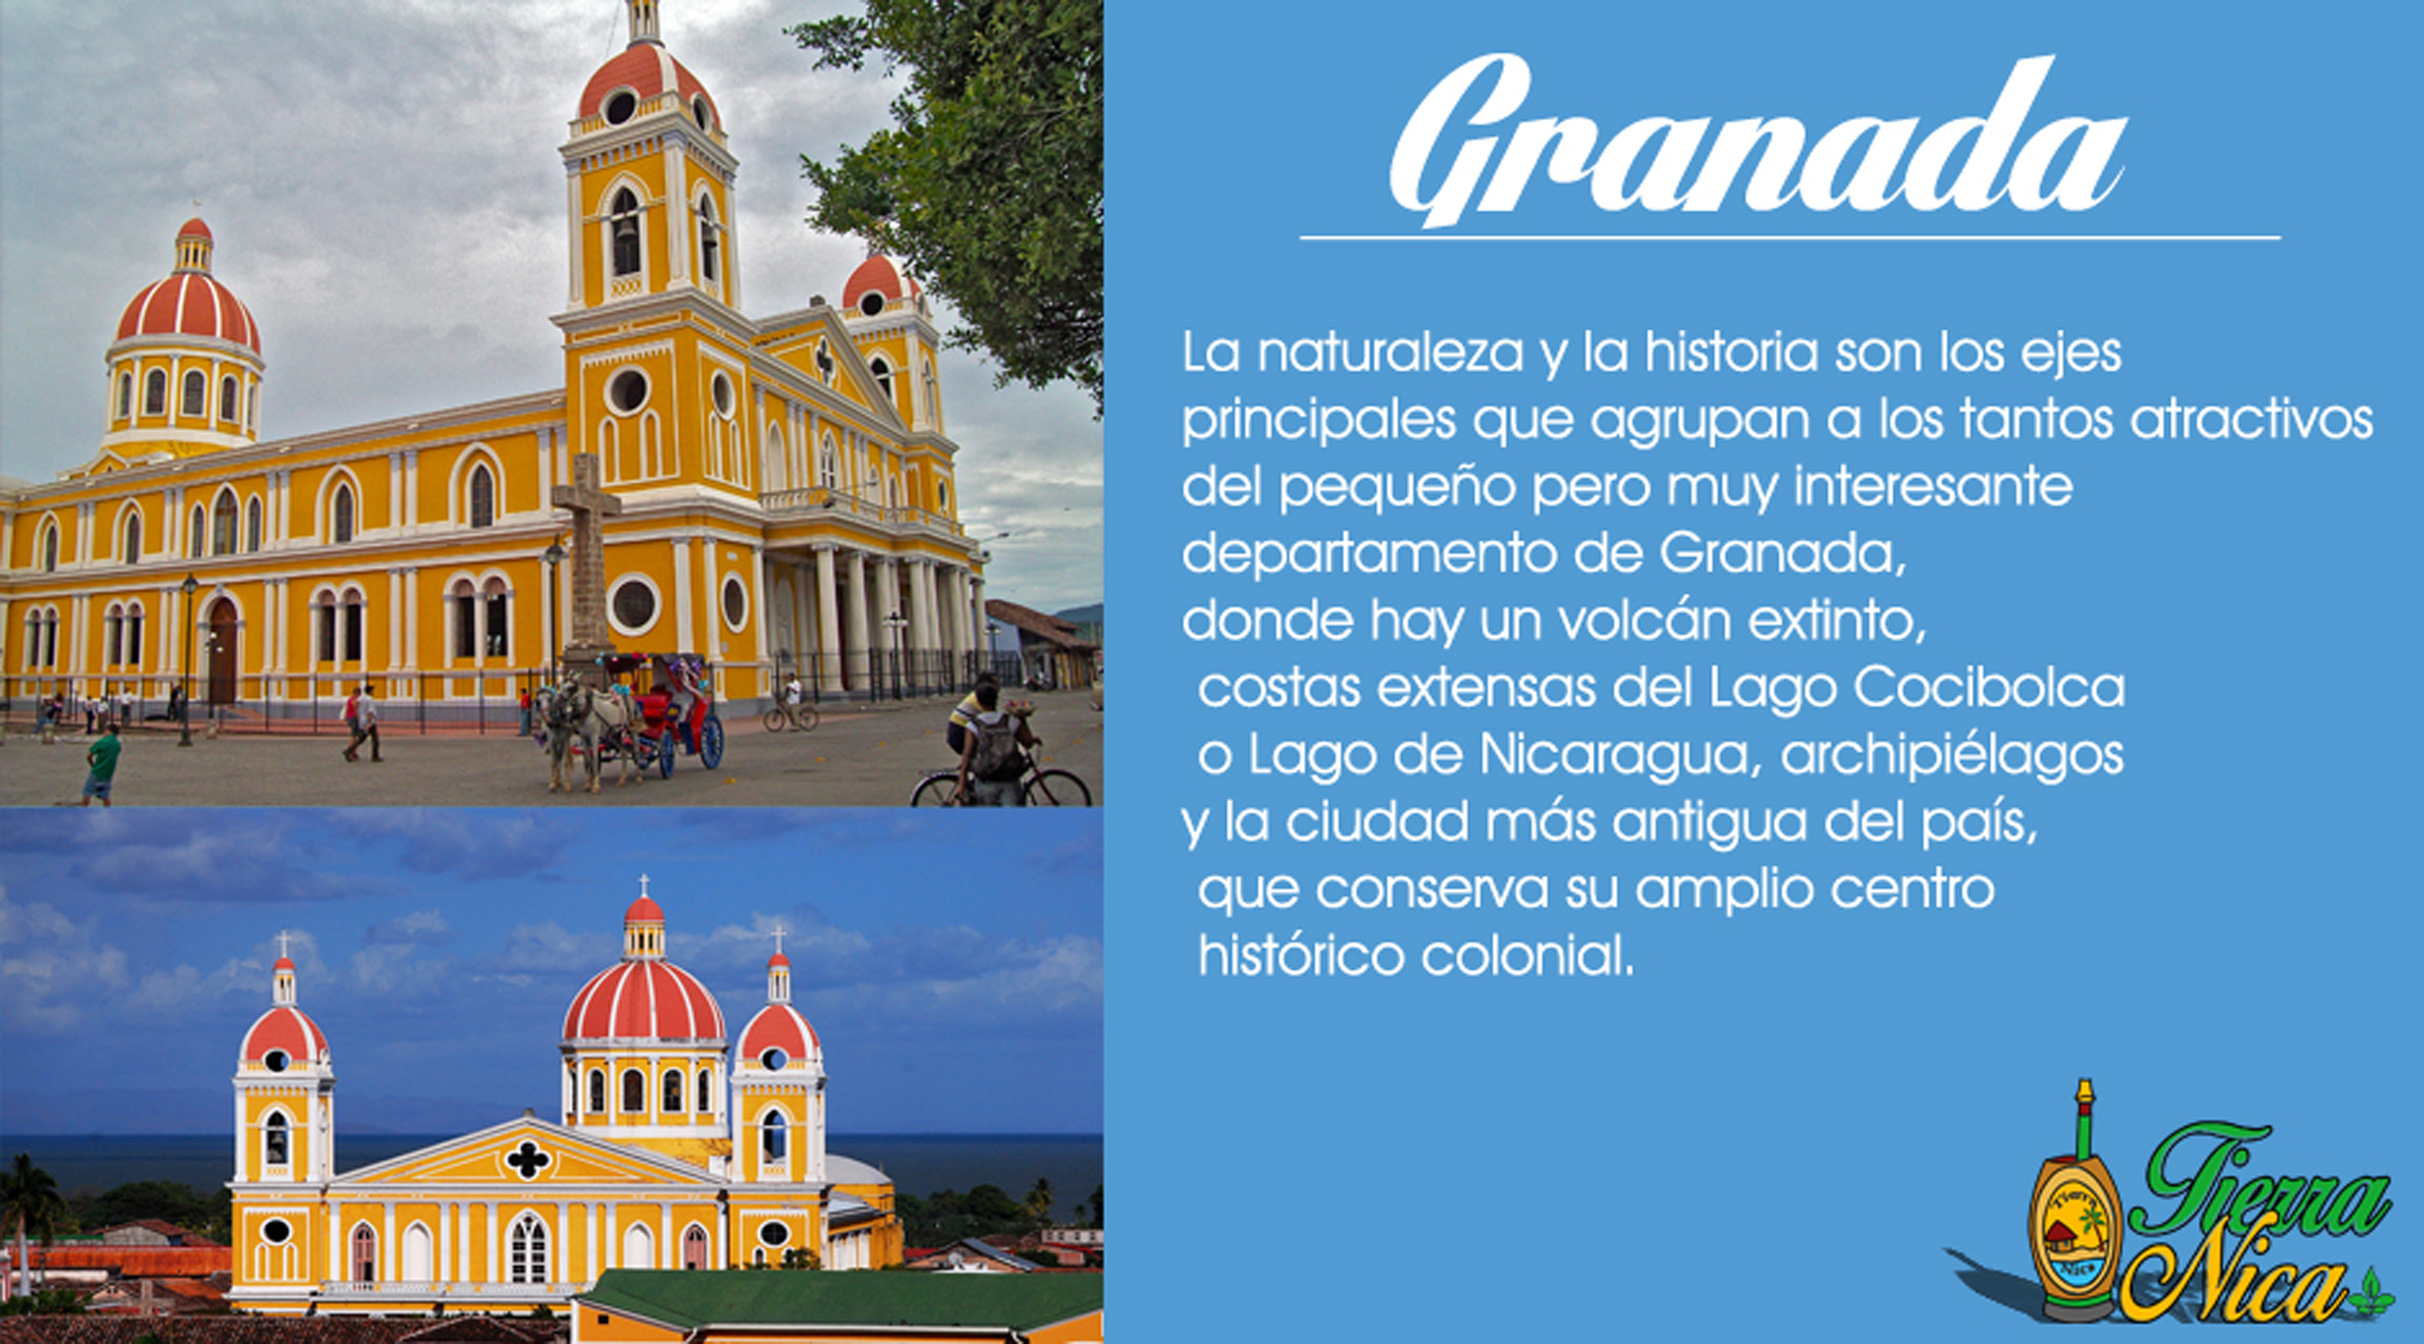 Granada
La naturaleza y la historia son los ejes
principales que agrupan a los tantos atractivos
del pequeño pero muy interesante
departamento de Granada,
donde hay un volcán extinto,
costas extensas del Lago Cocibolca
o Lago de Nicaragua, archipiélagos
y la ciudad más antigua del país,
que conserva su amplio centro
histórico colonial.
Tierra
Nica
Tierra
Nica